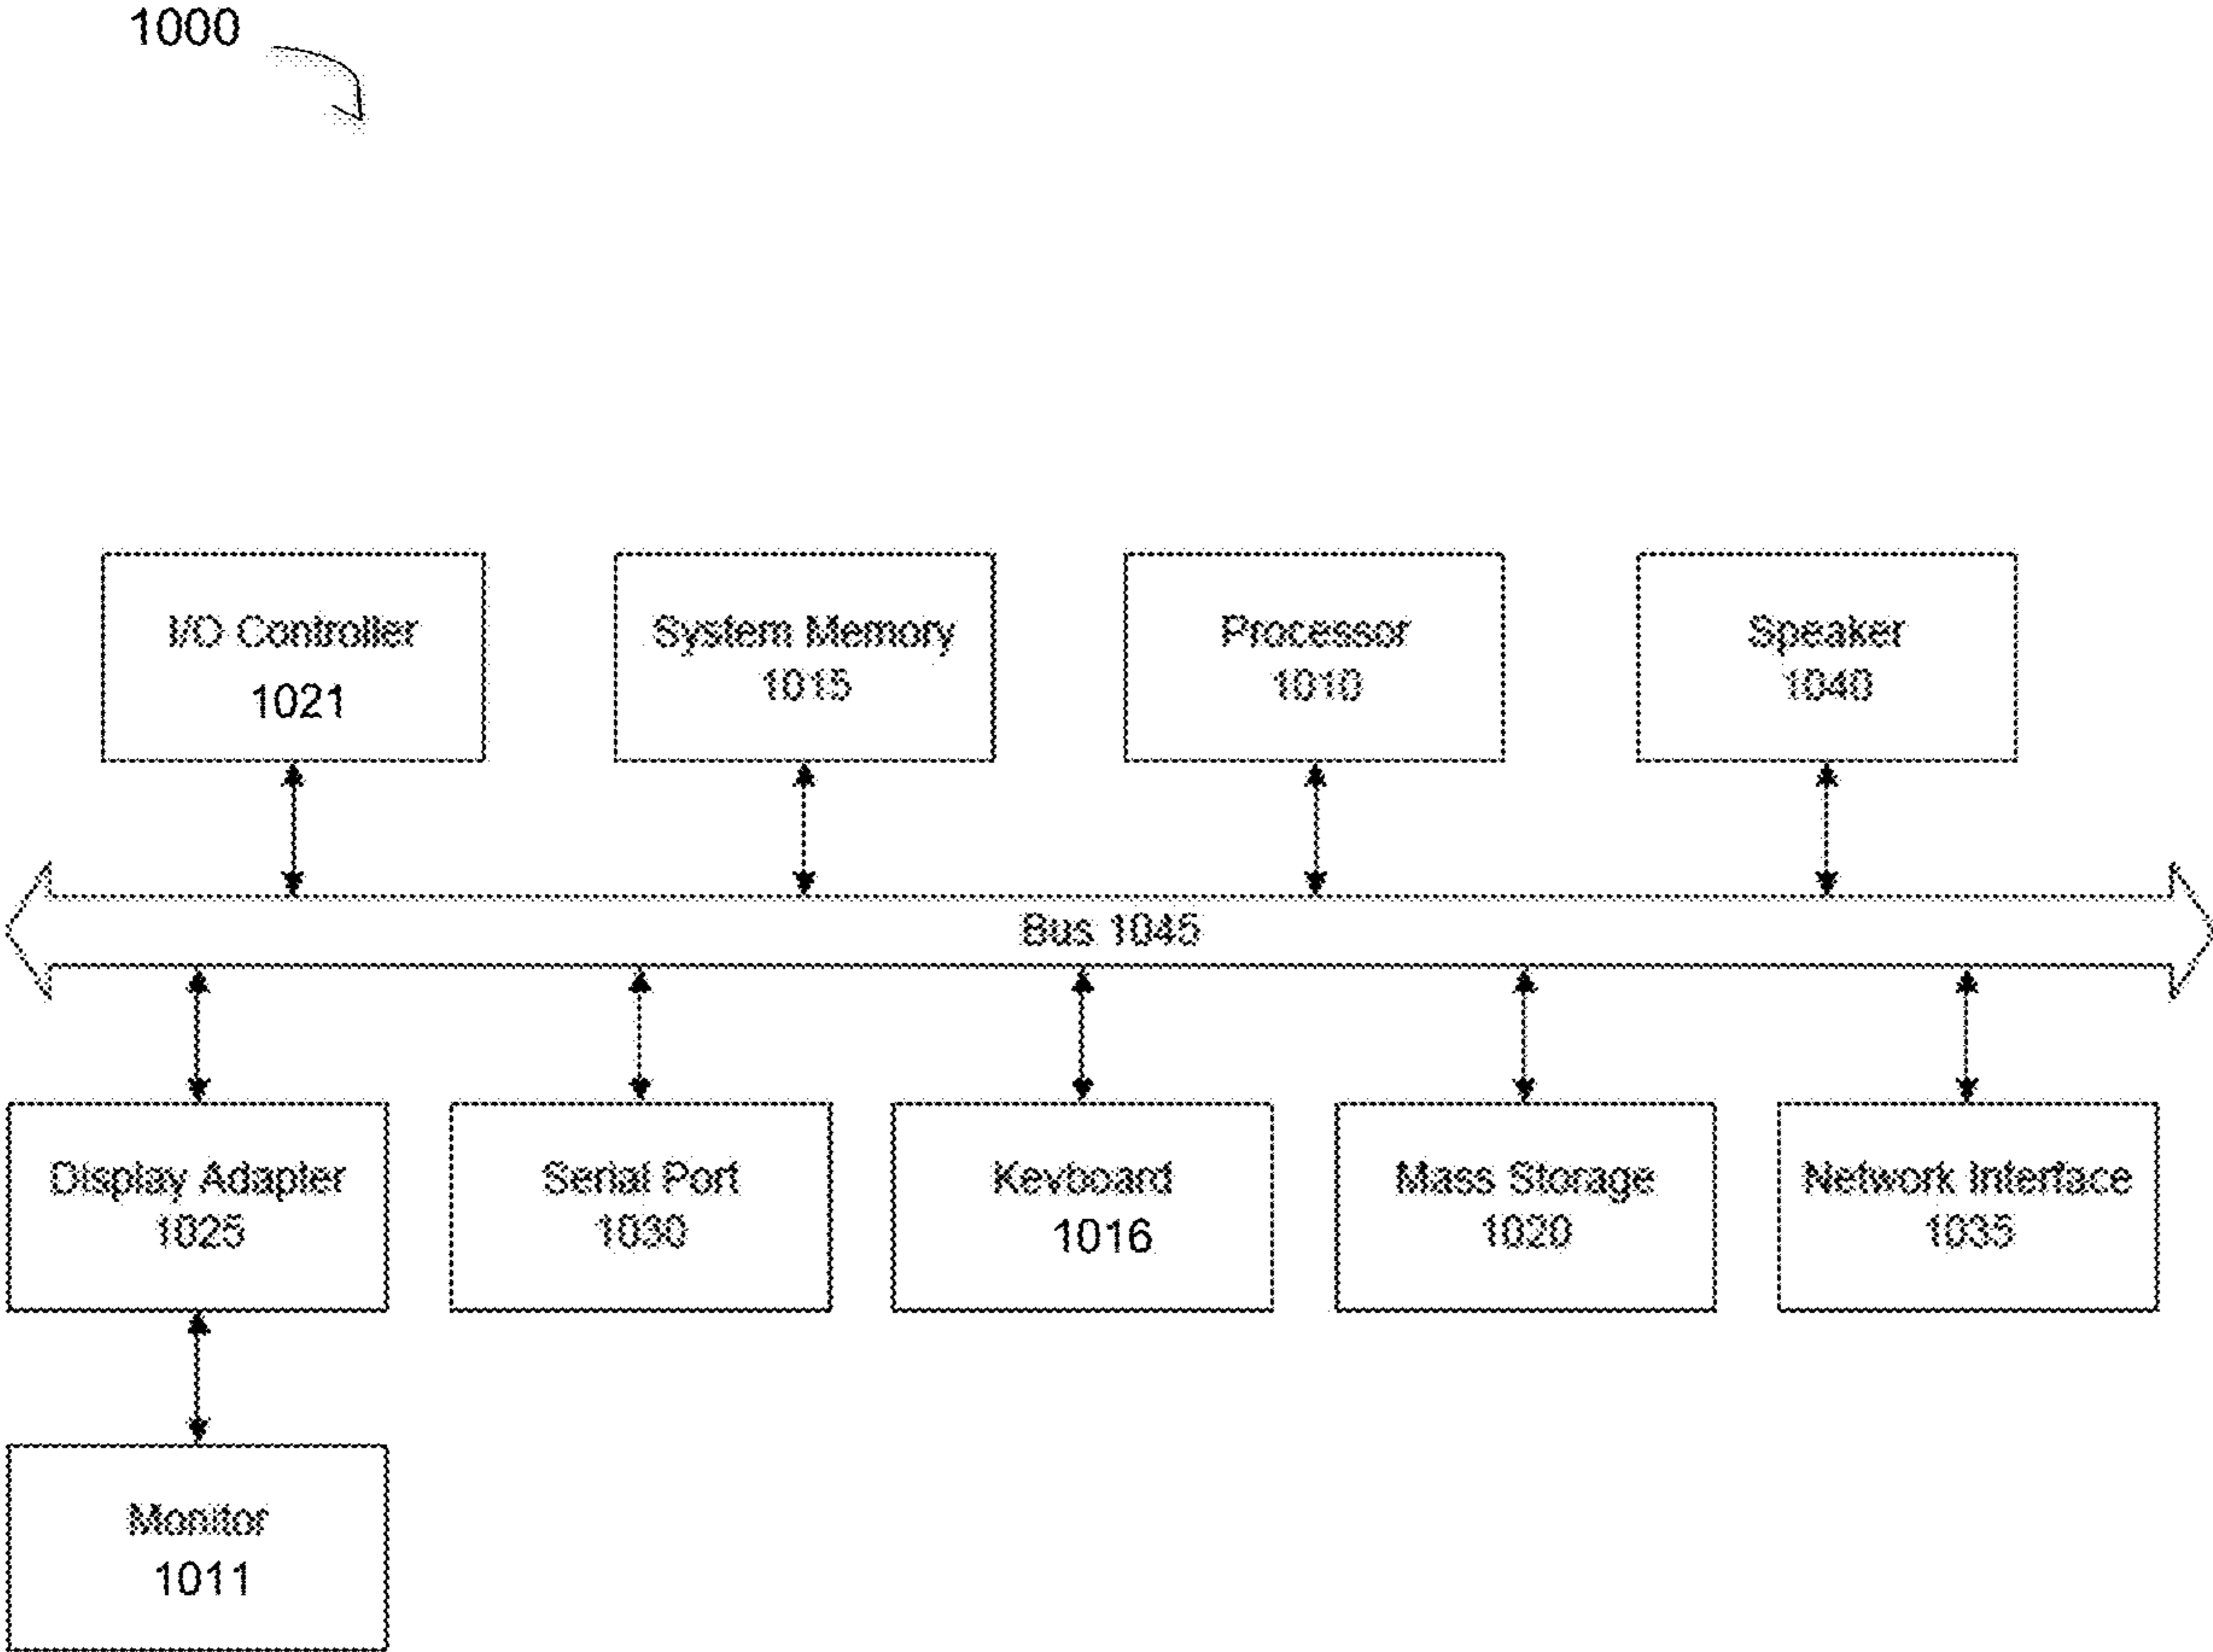 1000
I/O Controller
1021
System Memory
1015
Processor
1010
Speaker
1040
Bus 1045
Display Adapter
1025
Serial Port
1030
Keyboard
1016
Mass Storage
1020
Network Interface
1035
Monitor
1011